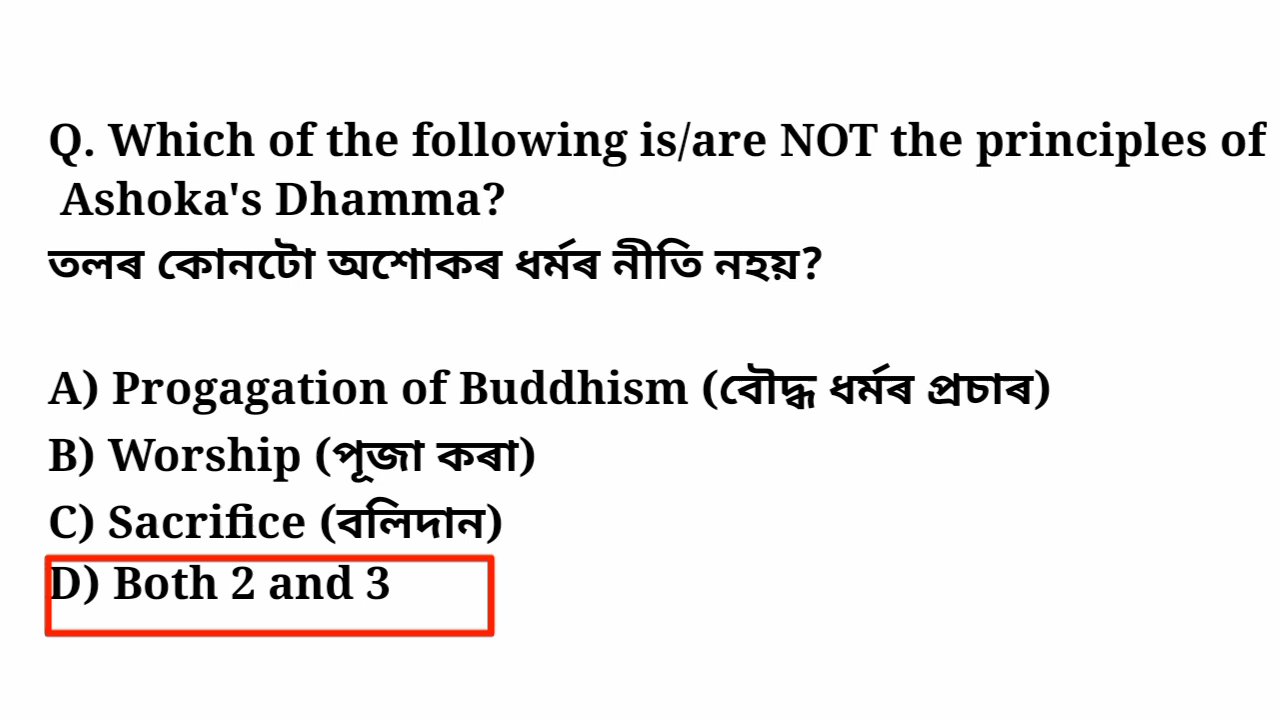 Q. Which of the following is/are NOT the principles of
Ashoka's Dhamma?
তলৰ কোনটো অশোকৰ ধৰ্মৰ নীতি নহয়?
A) Progagation of Buddhism (বৌদ্ধ ধৰ্মৰ প্ৰচাৰ)
B) Worship (পূজা কৰা)
C) Sacrifice (বলিদান)
D) Both 2 and 3